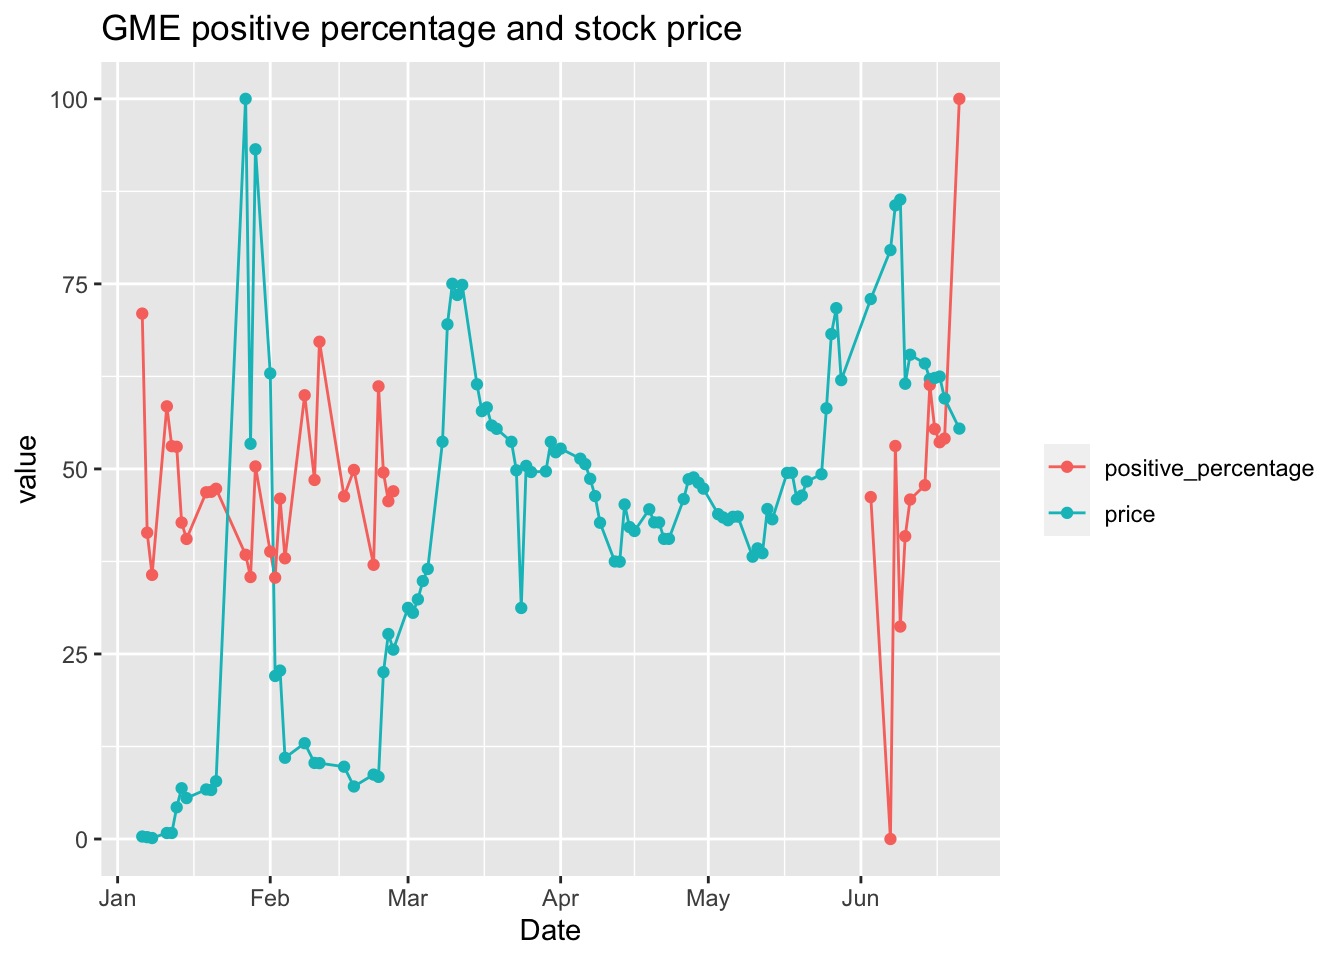 GME positive percentage and stock price
100
75
50
25
0
value
Jan Feb Mar Apr May Jun
Date
positive_percentage
price